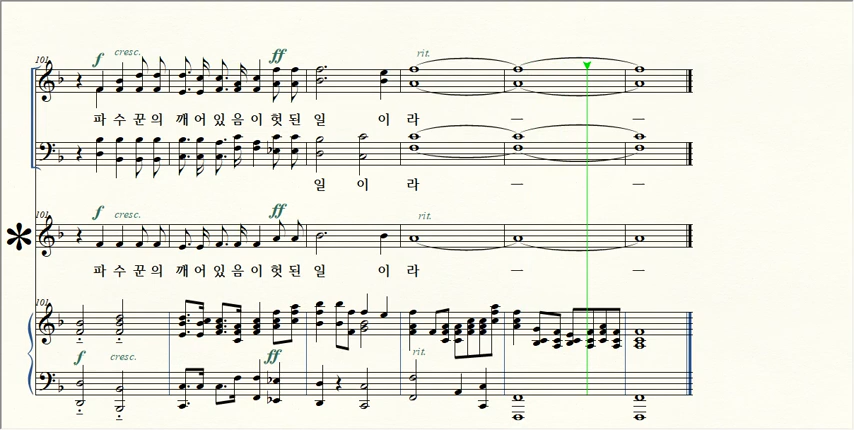 101
f cresc. ff rit.
파 수 꾼 의 깨 어 있 음 이 헛 된 일 이 라 — —
일 이 라 — —
101
f cresc. ff rit.
*
파 수 꾼 의 깨 어 있 음 이 헛 된 일 이 라 — —
101
f cresc. ff rit.